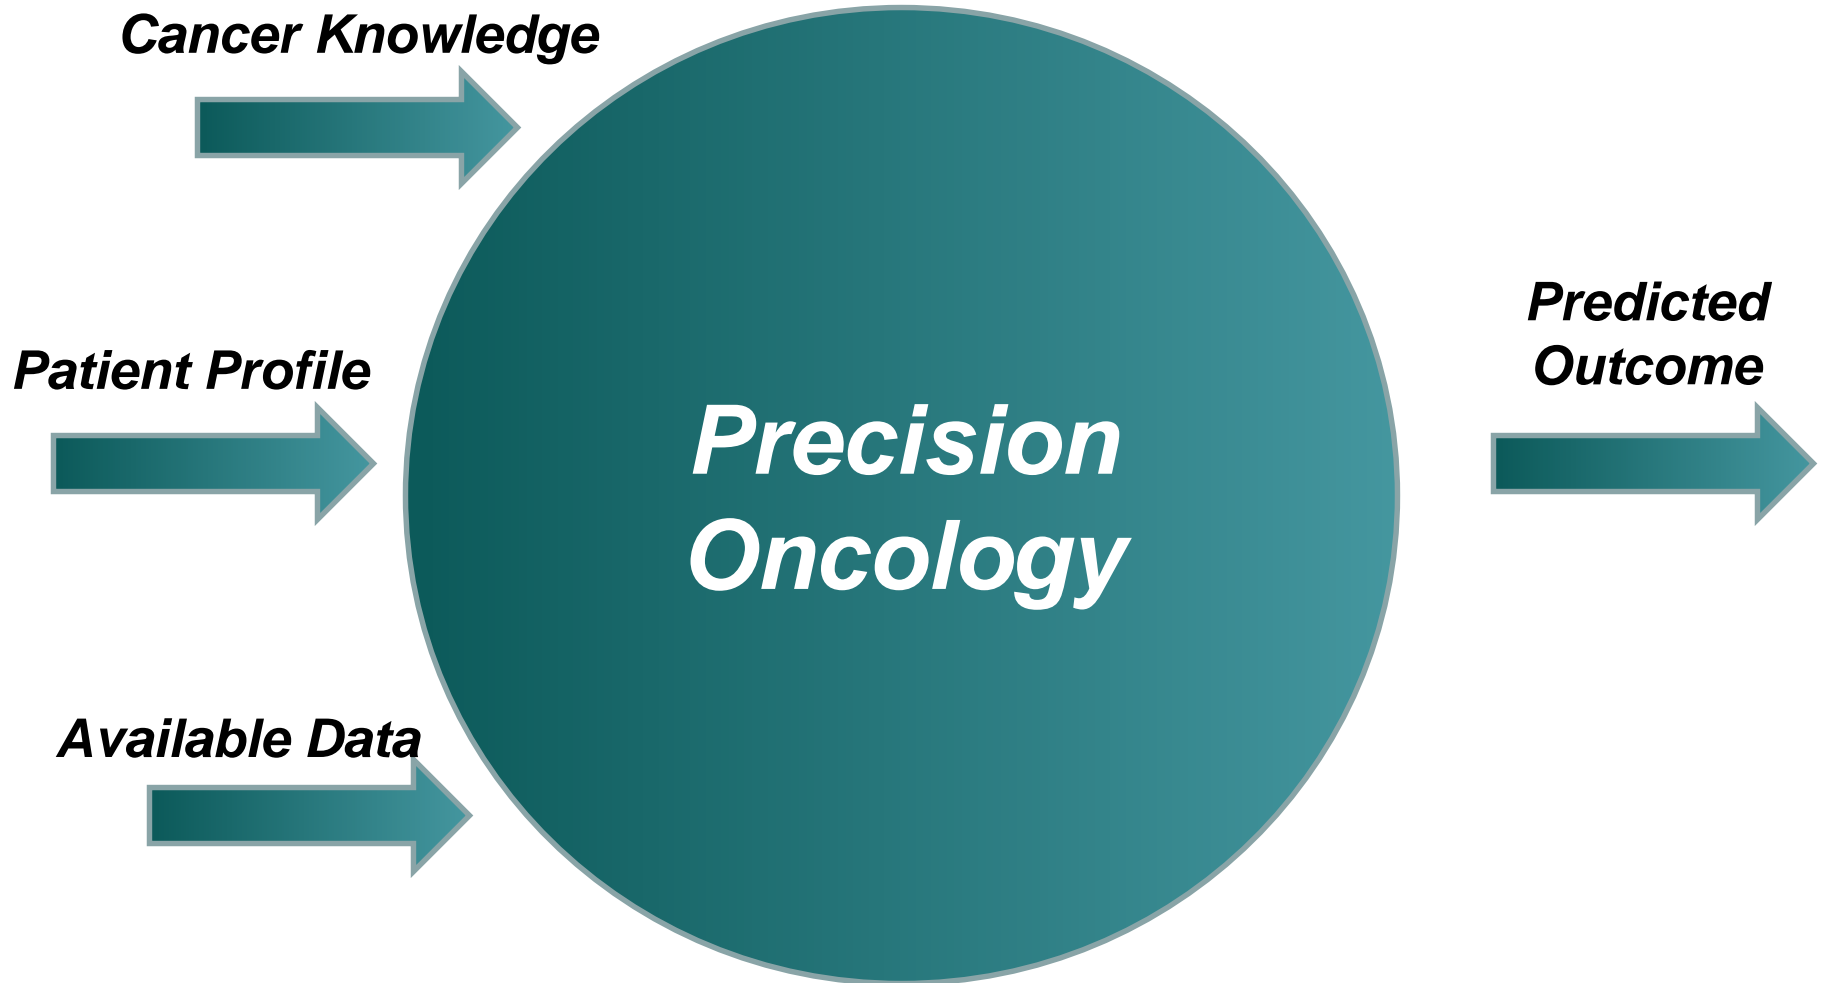 Cancer Knowledge
Patient Profile
Available Data
Precision
Oncology
Predicted
Outcome